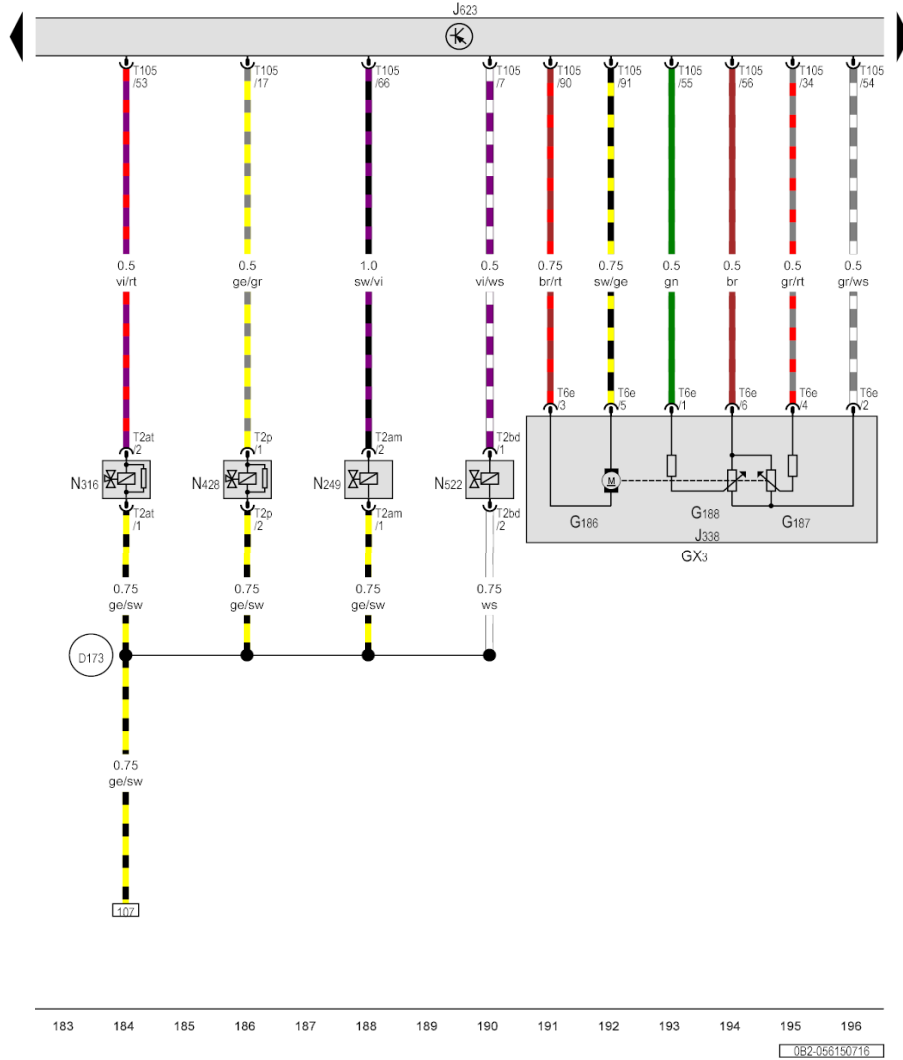 J623
T105 T105 T105 T105 T105 T105 T105 T105 T105 T105
/53 /17 /66 /7 /90 /91 /55 /56 /34 /54
0.5 0.5 1.0 0.5 0.75 0.75 0.5 0.5 0.5 0.5
vi/rt ge/gr sw/vi vi/ws br/rt sw/ge gn br gr/rt gr/ws
T6e T6e T6e T6e T6e T6e
/3 /5 /1 /6 /4 /2
T2at T2p T2am T2bd
/2 /1 /2 /1
N316 N428 N249 N522 M
T2at T2p T2am T2bd
/1 /2 /1 /2
G186 G188 G187
J338
GX3
0.75 0.75 0.75 0.75
ge/sw ge/sw ge/sw ws
D173
0.75
ge/sw
107
183 184 185 186 187 188 189 190 191 192 193 194 195 196
0B2-056150716